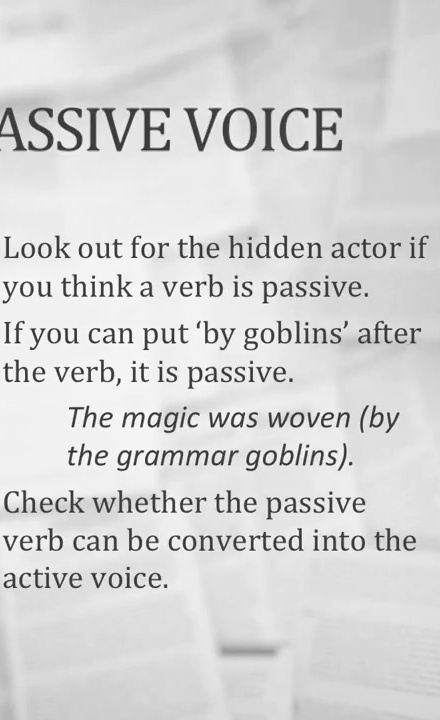 ASSIVE VOICE
Look out for the hidden actor if
you think a verb is passive.
If you can put ‘by goblins’ after
the verb, it is passive.
The magic was woven (by
the grammar goblins).
Check whether the passive
verb can be converted into the
active voice.